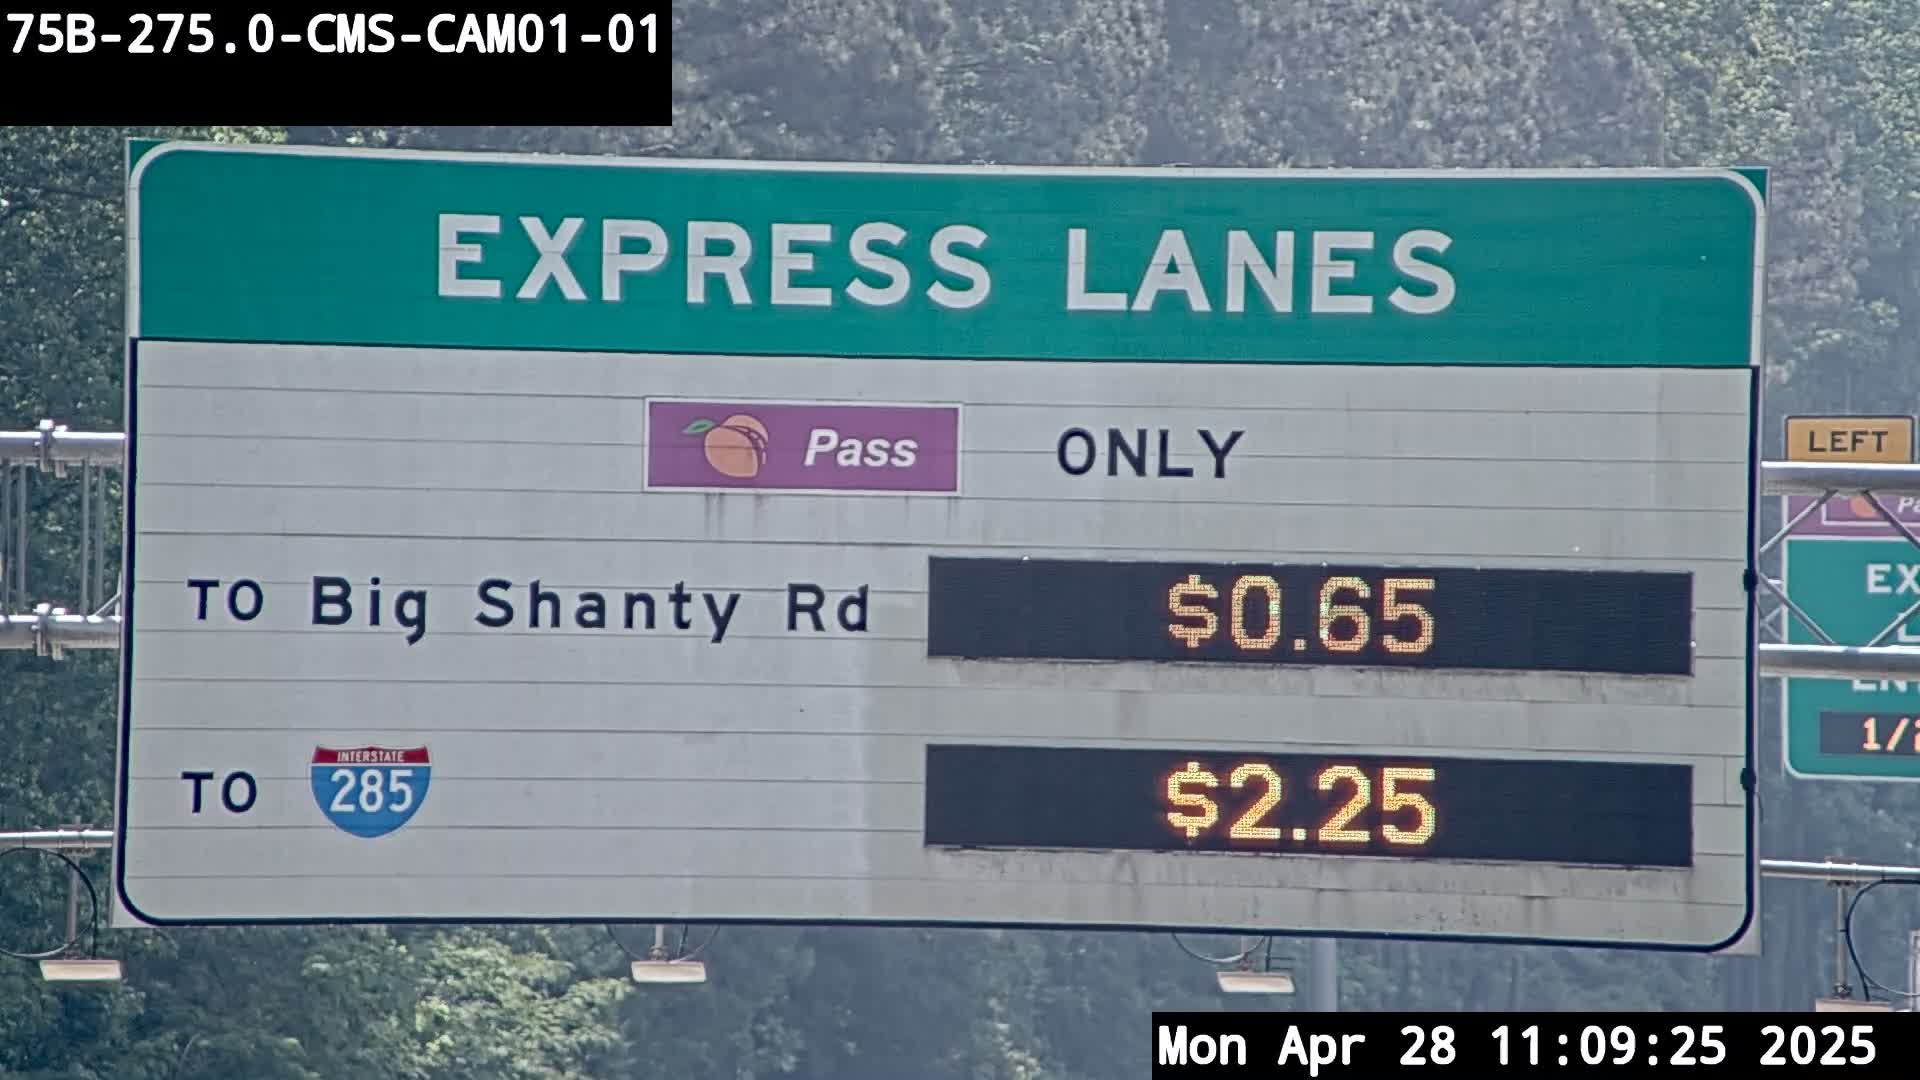 75B-275.0-CMS-CAM01-01
EXPRESS LANES
Pass ONLY
TO Big Shanty Rd $0.65
TO INTERSTATE 285 $2.25
LEFT
Mon Apr 28 11:09:25 2025